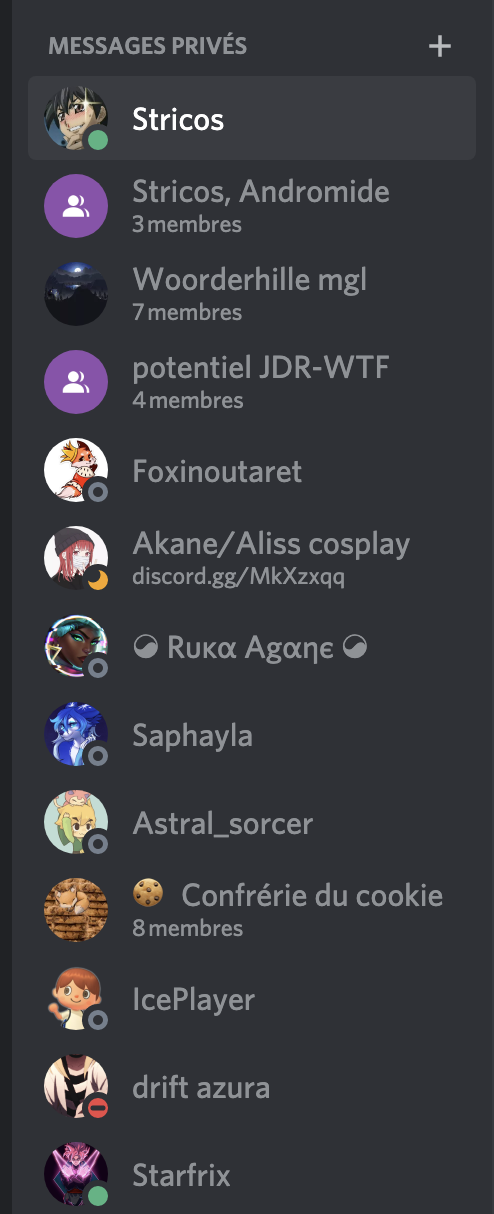 MESSAGES PRIVÉS
Stricos
Stricos, Andromide
3 membres
Woorderhille mgl
7 membres
potentiel JDR-WTF
4 membres
Foxinoutaret
Akane/Aliss cosplay
discord.gg/MkXzxqq
Rυκα Agαηє
Saphayla
Astral_sorcer
🍪 Confrérie du cookie
8 membres
IcePlayer
drift azura
Starfrix